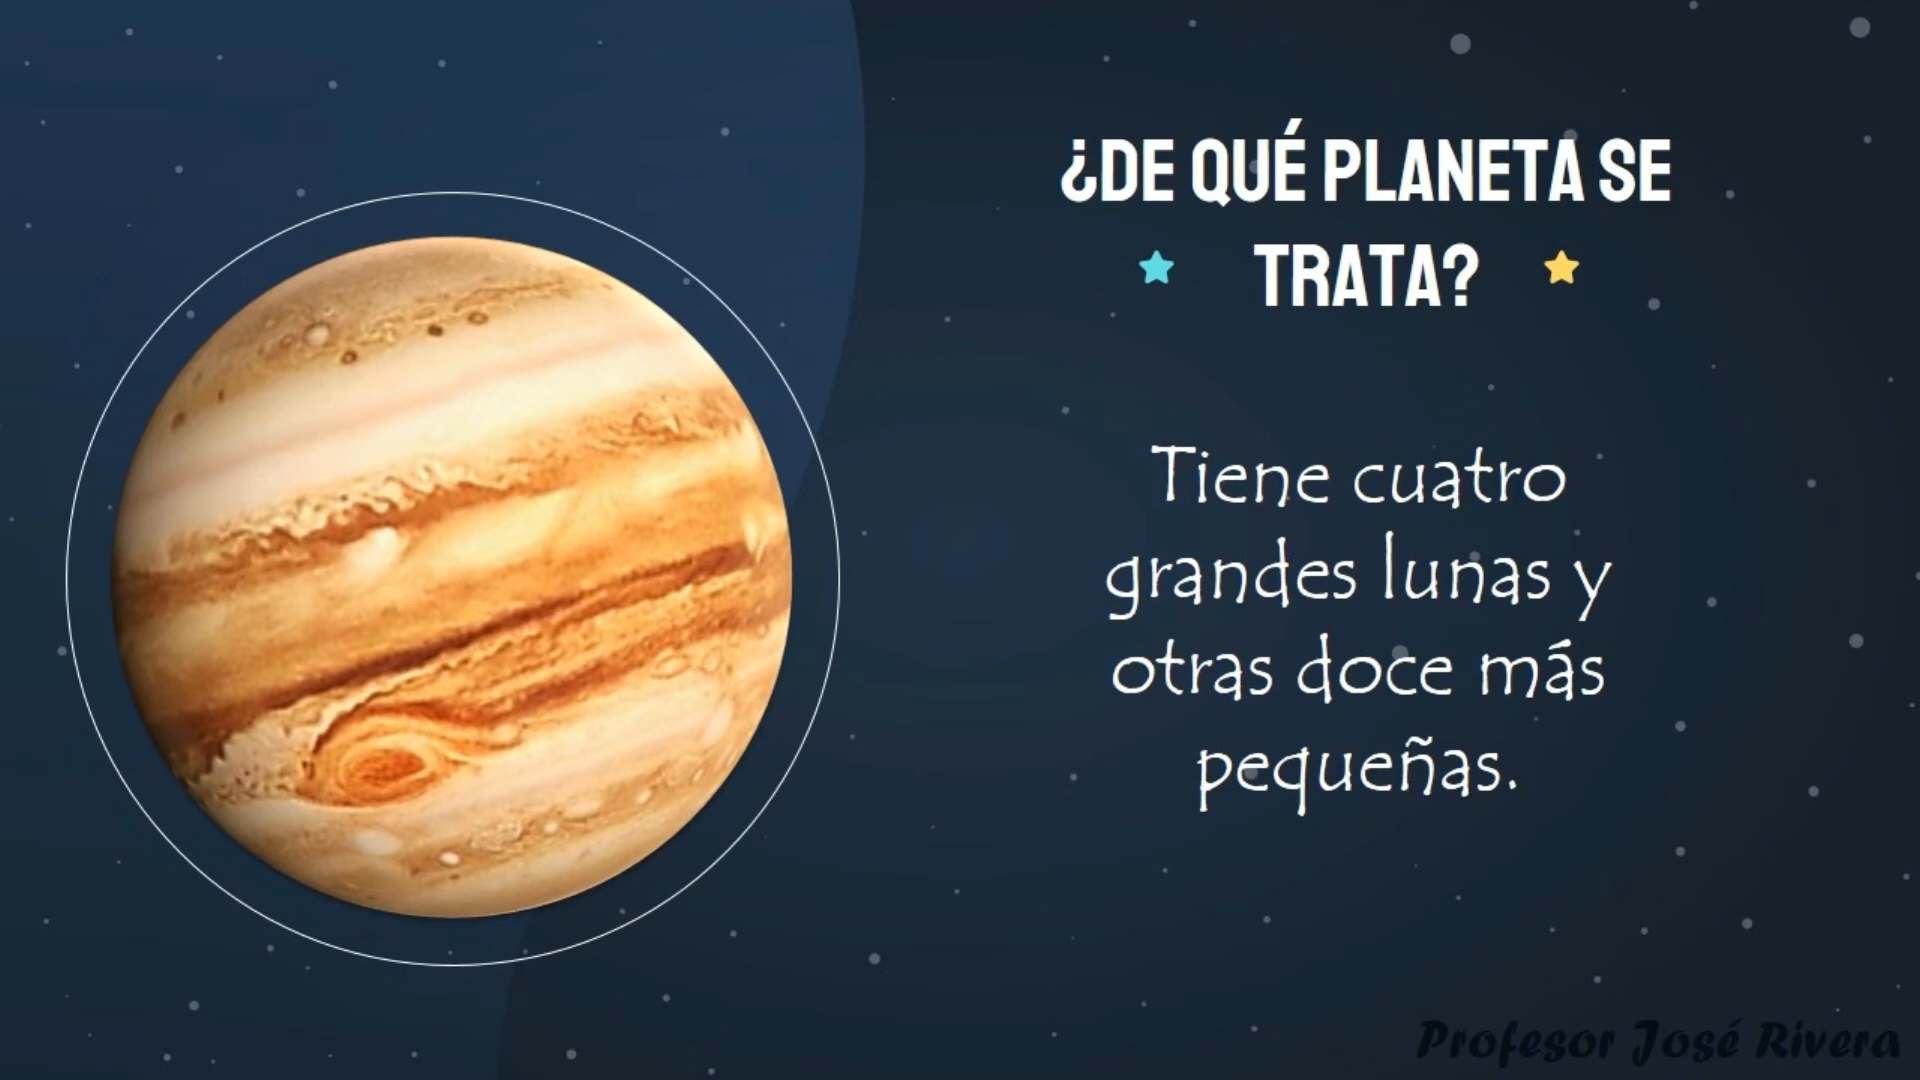 ¿DE QUÉ PLANETA SE
TRATA?
Tiene cuatro
grandes lunas y
otras doce más
pequeñas.
Profesor José Rivera